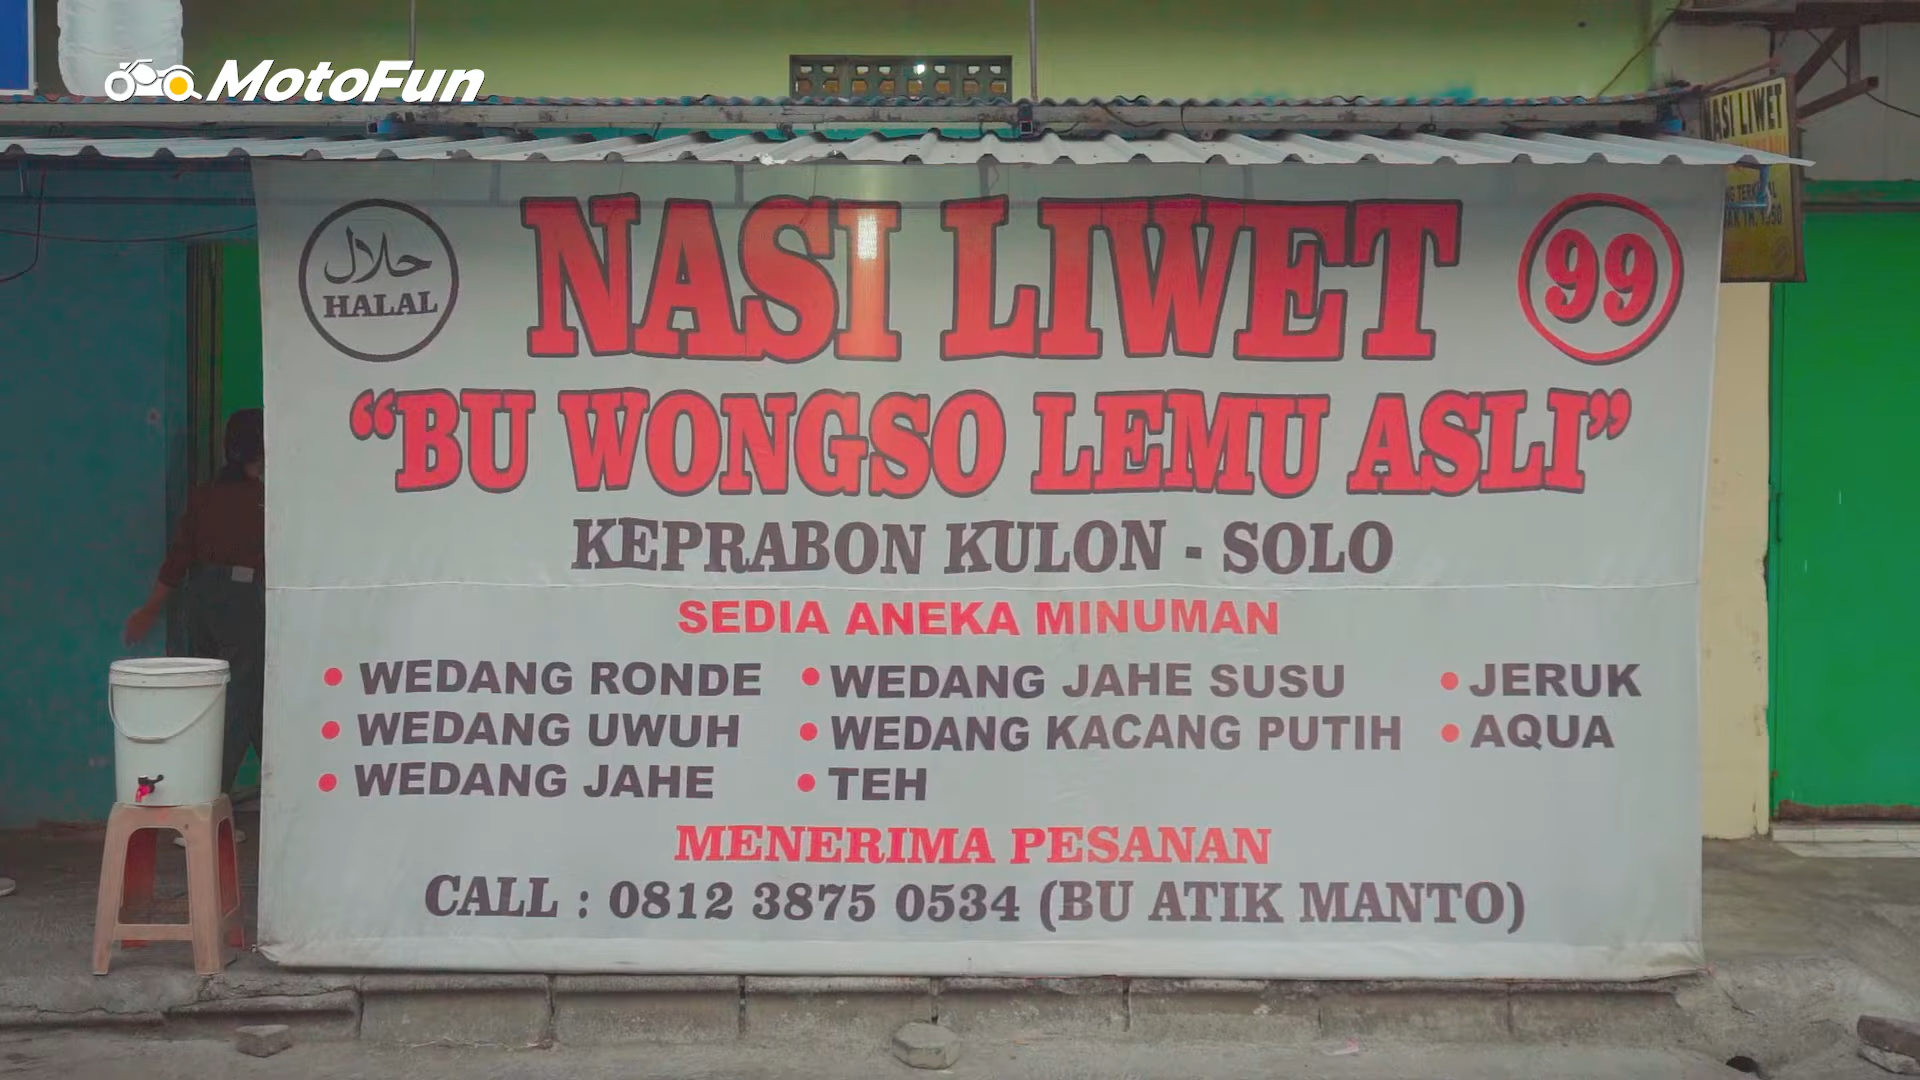 MotoFun
NASI LIWET
حلال
HALAL
NASI LIWET
99
"BU WONGSO LEMU ASLI"
KEPRABON KULON - SOLO
SEDIA ANEKA MINUMAN
• WEDANG RONDE • WEDANG JAHE SUSU • JERUK
• WEDANG UWUH • WEDANG KACANG PUTIH • AQUA
• WEDANG JAHE • TEH
MENERIMA PESANAN
CALL : 0812 3875 0534 (BU ATIK MANTO)